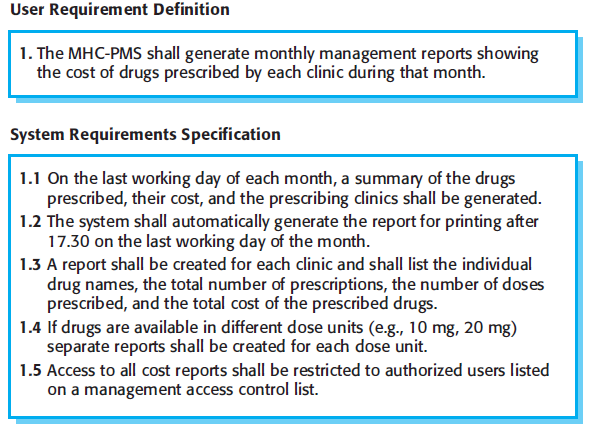 User Requirement Definition
1. The MHC-PMS shall generate monthly management reports showing
the cost of drugs prescribed by each clinic during that month.
System Requirements Specification
1.1 On the last working day of each month, a summary of the drugs
prescribed, their cost, and the prescribing clinics shall be generated.
1.2 The system shall automatically generate the report for printing after
17.30 on the last working day of the month.
1.3 A report shall be created for each clinic and shall list the individual
drug names, the total number of prescriptions, the number of doses
prescribed, and the total cost of the prescribed drugs.
1.4 If drugs are available in different dose units (e.g., 10 mg, 20 mg)
separate reports shall be created for each dose unit.
1.5 Access to all cost reports shall be restricted to authorized users listed
on a management access control list.